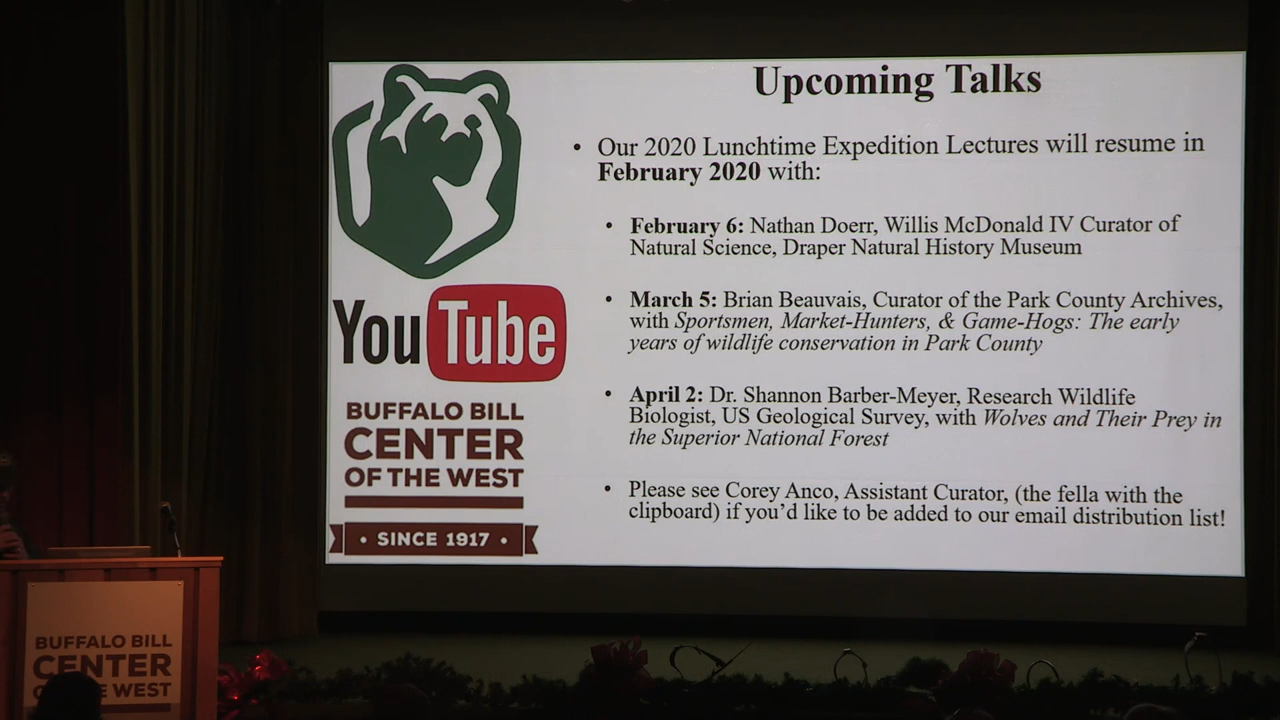 Upcoming Talks
• Our 2020 Lunchtime Expedition Lectures will resume in
February 2020 with:
• February 6: Nathan Doerr, Willis McDonald IV Curator of
Natural Science, Draper Natural History Museum
• March 5: Brian Beauvais, Curator of the Park County Archives,
with Sportsmen, Market-Hunters, & Game-Hogs: The early
years of wildlife conservation in Park County
• April 2: Dr. Shannon Barber-Meyer, Research Wildlife
Biologist, US Geological Survey, with Wolves and Their Prey in
the Superior National Forest
• Please see Corey Anco, Assistant Curator, (the fella with the
clipboard) if you’d like to be added to our email distribution list!
YouTube
BUFFALO BILL
CENTER
OF THE WEST
• SINCE 1917 •
BUFFALO BILL
CENTER
WEST